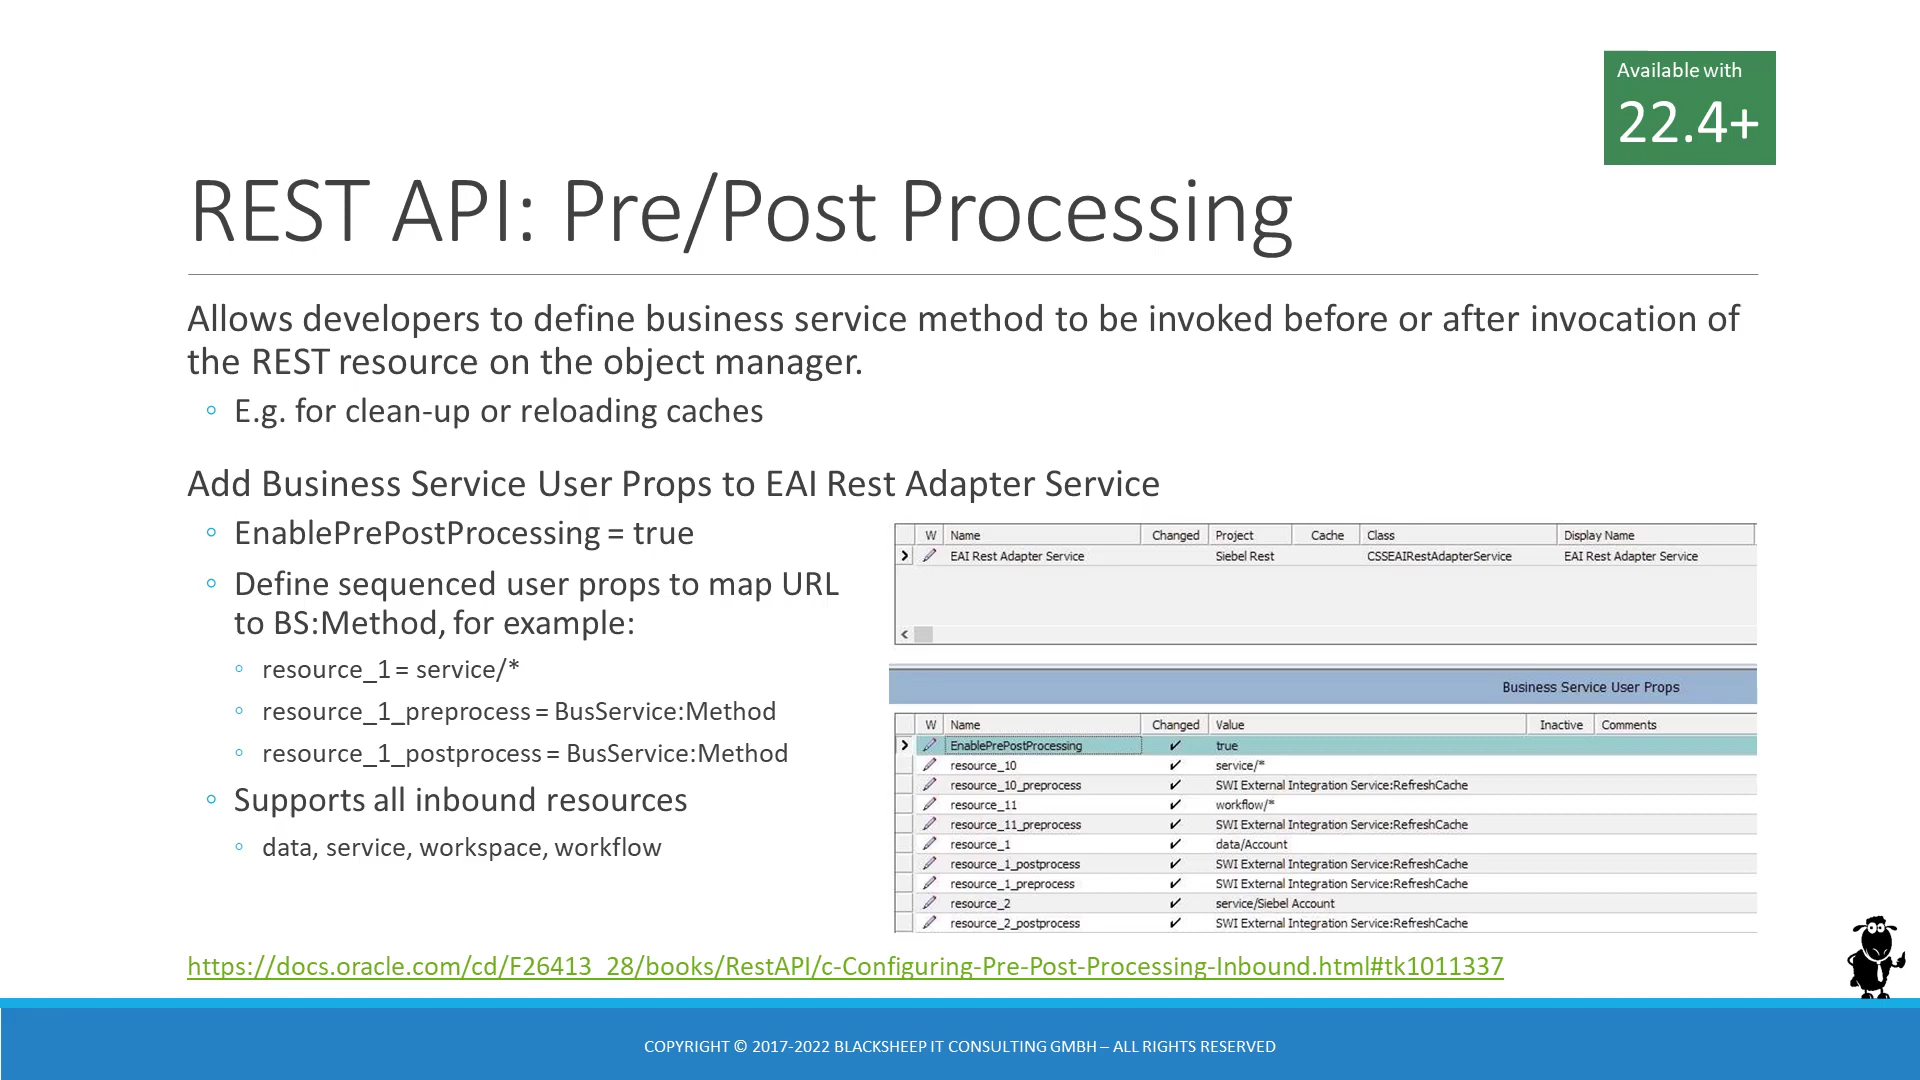 Available with
22.4+
REST API: Pre/Post Processing
Allows developers to define business service method to be invoked before or after invocation of
the REST resource on the object manager.
◦ E.g. for clean-up or reloading caches
Add Business Service User Props to EAI Rest Adapter Service
◦ EnablePrePostProcessing = true
◦ Define sequenced user props to map URL
to BS:Method, for example:
◦ resource_1 = service/*
◦ resource_1_preprocess = BusService:Method
◦ resource_1_postprocess = BusService:Method
◦ Supports all inbound resources
◦ data, service, workspace, workflow
W Name Changed Project Cache Class Display Name
EAI Rest Adapter Service Siebel Rest CSSEAIRestAdapterService EAI Rest Adapter Service
Business Service User Props
W Name Changed Value Inactive Comments
EnablePrePostProcessing ✓ true
resource_10 ✓ service/*
resource_10_preprocess ✓ SWI External Integration Service:RefreshCache
resource_11 ✓ workflow/*
resource_11_preprocess ✓ SWI External Integration Service:RefreshCache
resource_1 ✓ data/Account
resource_1_postprocess ✓ SWI External Integration Service:RefreshCache
resource_1_preprocess ✓ SWI External Integration Service:RefreshCache
resource_2 ✓ service/Siebel Account
resource_2_postprocess ✓ SWI External Integration Service:RefreshCache
https://docs.oracle.com/cd/F26413_28/books/RestAPI/c-Configuring-Pre-Post-Processing-Inbound.html#tk1011337
COPYRIGHT © 2017-2022 BLACKSHEEP IT CONSULTING GMBH – ALL RIGHTS RESERVED